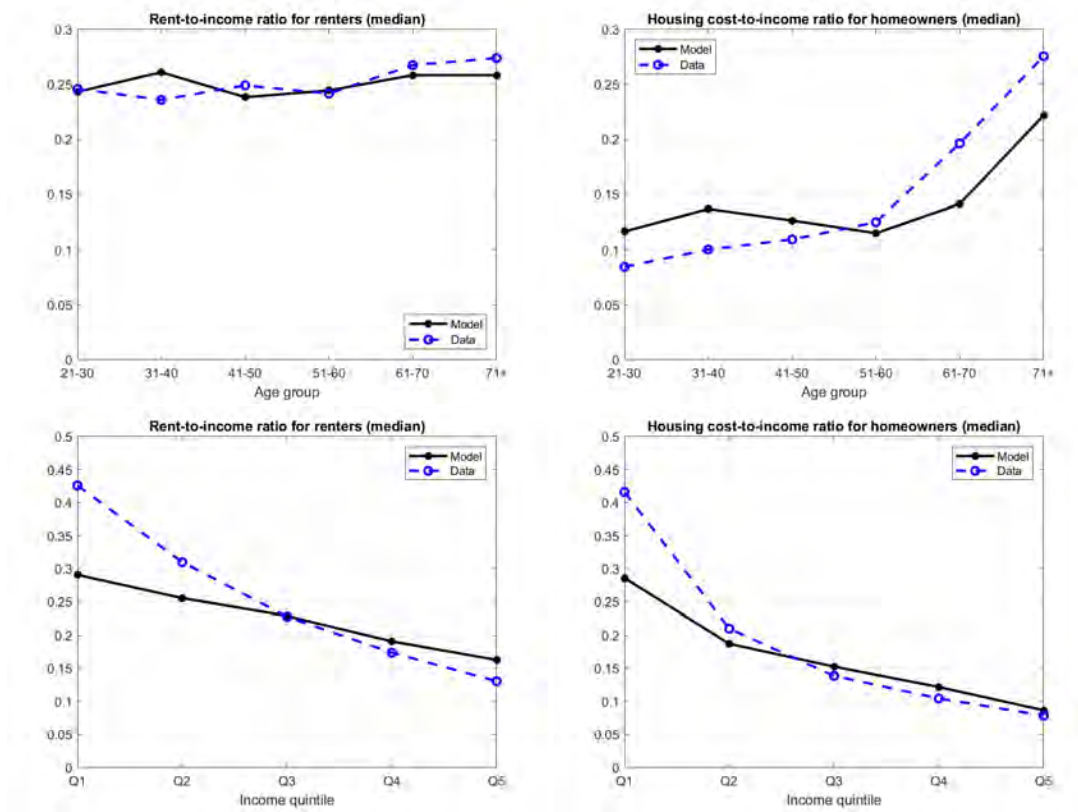 Rent-to-income ratio for renters (median)
0.3
0.25
0.2
0.15
0.1
0.05
0
Model
Data
21-30 31-40 41-50 51-60 61-70 71+
Age group
Housing cost-to-income ratio for homeowners (median)
0.3
0.25
0.2
0.15
0.1
0.05
0
Model
Data
21-30 31-40 41-50 51-60 61-70 71+
Age group
Rent-to-income ratio for renters (median)
0.5
0.45
0.4
0.35
0.3
0.25
0.2
0.15
0.1
0.05
0
Model
Data
Q1 Q2 Q3 Q4 Q5
Income quintile
Housing cost-to-income ratio for homeowners (median)
0.5
0.45
0.4
0.35
0.3
0.25
0.2
0.15
0.1
0.05
0
Model
Data
Q1 Q2 Q3 Q4 Q5
Income quintile